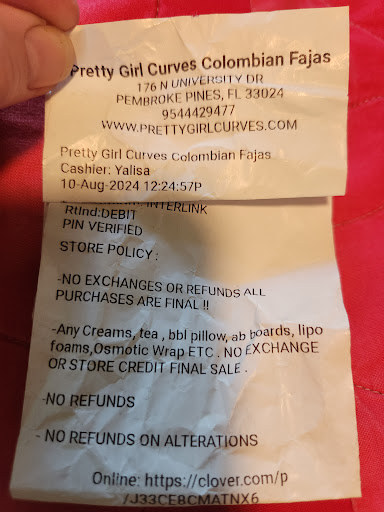 Pretty Girl Curves Colombian Fajas
176 N UNIVERSITY DR
PEMBROKE PINES, FL 33024
9544429477
WWW.PRETTYGIRLCURVES.COM
Pretty Girl Curves Colombian Fajas
Cashier: Yalisa
10-Aug-2024 12:24:57P
INTERLINK
RtInd:DEBIT
PIN VERIFIED
STORE POLICY :
-NO EXCHANGES OR REFUNDS ALL
PURCHASES ARE FINAL !!
-Any Creams, tea , bbl pillow, ab boards, lipo
foams,Osmotic Wrap ETC . NO EXCHANGE
OR STORE CREDIT FINAL SALE .
-NO REFUNDS
- NO REFUNDS ON ALTERATIONS
Online: https://clover.com/p
/J33CE8CMATNX6